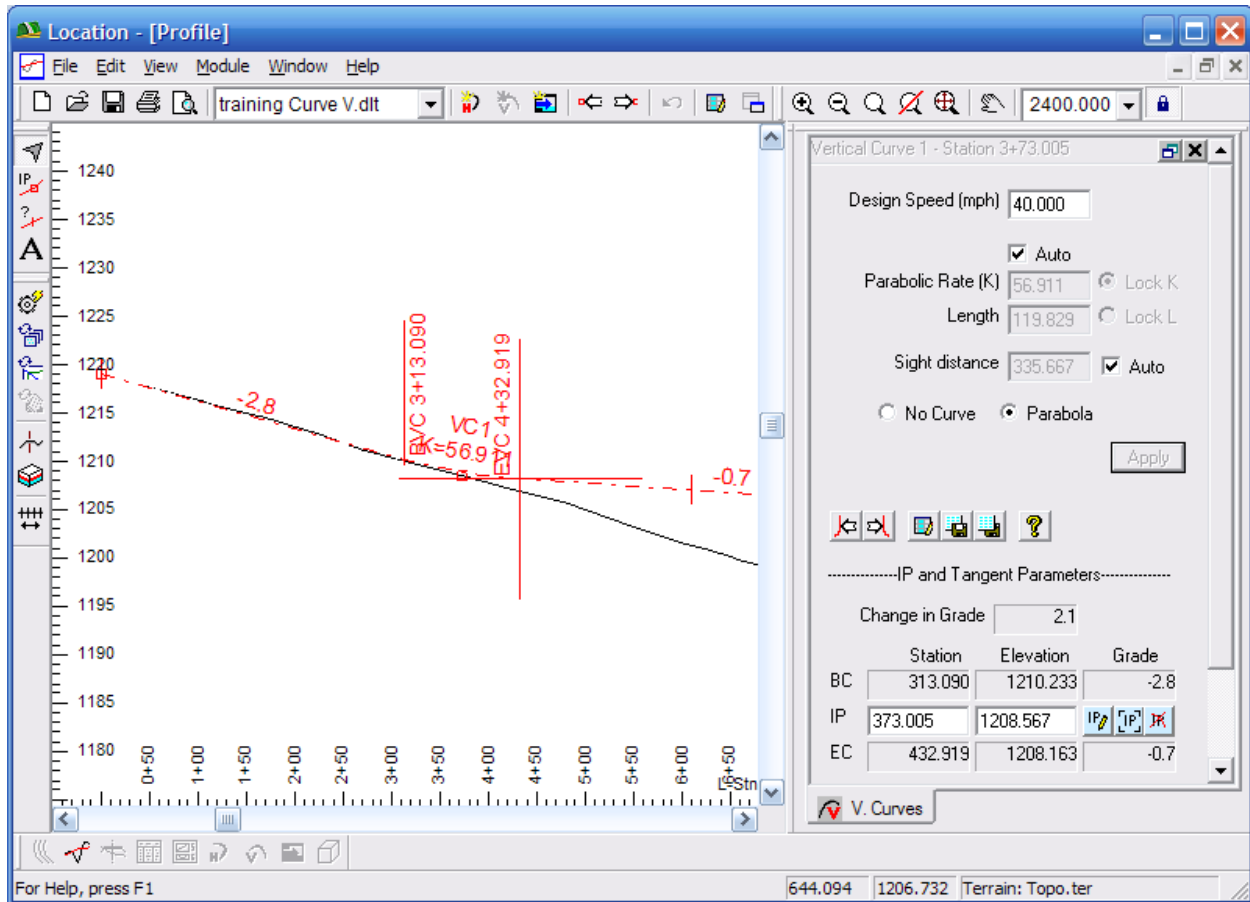 Location - [Profile]
File Edit View Module Window Help
training Curve V.dlt
2400.000
IP
?
A
1240
1235
1230
1225
1220
1215
1210
1205
1200
1195
1190
1185
1180
-2.8
BVC 3+13.090
VC1
K=56.911
EVC 4+32.919
-0.7
0+50
1+00
1+50
2+00
2+50
3+00
3+50
4+00
4+50
5+00
5+50
6+00
6+50
L-Stn
Vertical Curve 1 - Station 3+73.005
Design Speed (mph) 40.000
Auto
Parabolic Rate (K) 56.911 Lock K
Length 119.829 Lock L
Sight distance 335.667 Auto
No Curve Parabola
Apply
--------------IP and Tangent Parameters--------------
Change in Grade 2.1
Station Elevation Grade
BC 313.090 1210.233 -2.8
IP 373.005 1208.567 IP [IP] IP
EC 432.919 1208.163 -0.7
V. Curves
For Help, press F1
644.094 1206.732 Terrain: Topo.ter